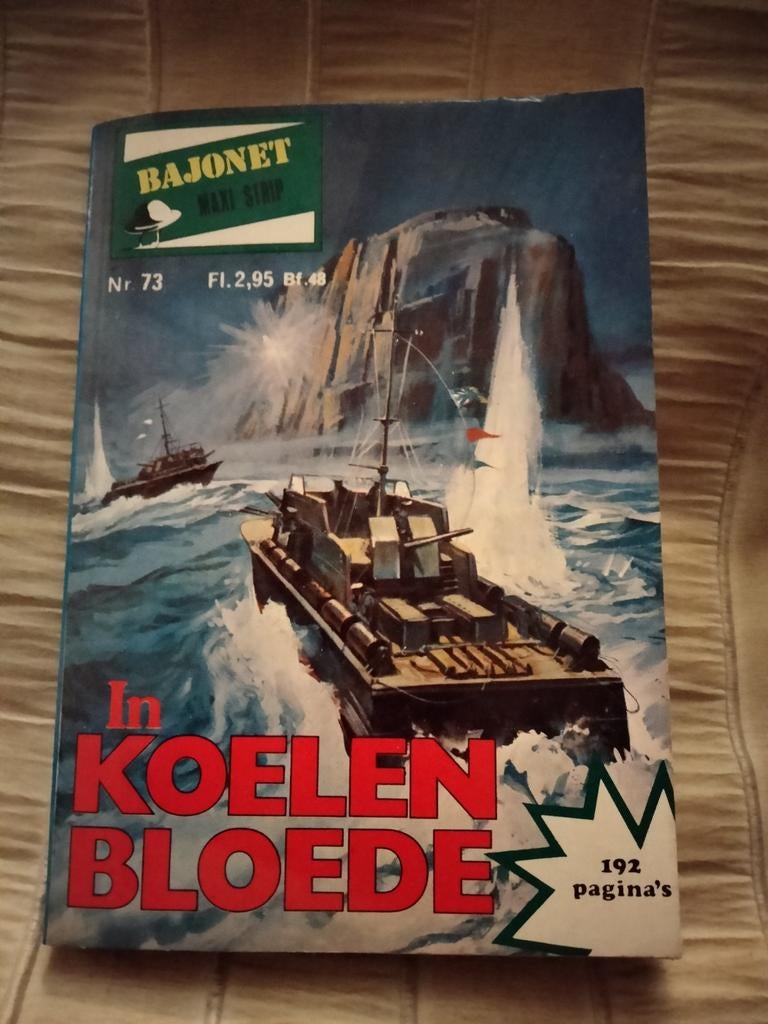 BAJONET
MAXI STRIP
Nr. 73 Fl. 2,95 Bf. 48
In
KOELEN
BLOEDE
192
pagina's